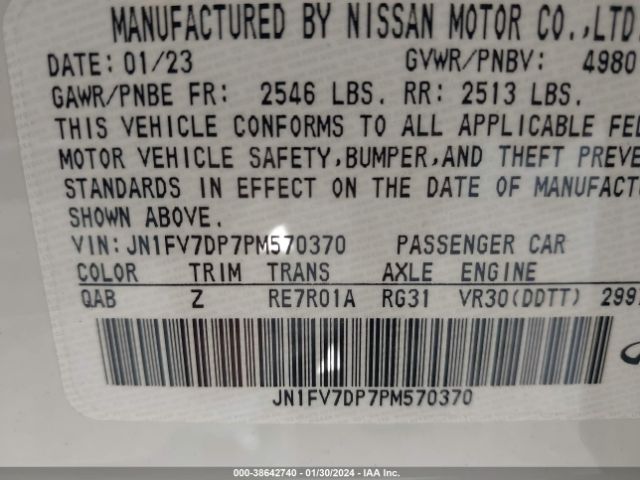 MANUFACTURED BY NISSAN MOTOR CO.,LTD.
DATE: 01/23 GVWR/PNBV: 4980
GAWR/PNBE FR: 2546 LBS. RR: 2513 LBS.
THIS VEHICLE CONFORMS TO ALL APPLICABLE
MOTOR VEHICLE SAFETY,BUMPER,AND THEFT
STANDARDS IN EFFECT ON THE DATE OF
SHOWN ABOVE.
VIN:JN1FV7DP7PM570370 PASSENGER CAR
COLOR TRIM TRANS AXLE ENGINE
QAB Z RE7R01A RG31 VR30(DDTT)
JN1FV7DP7PM570370
000-38642740 - 01/30/2024 - IAA Inc.